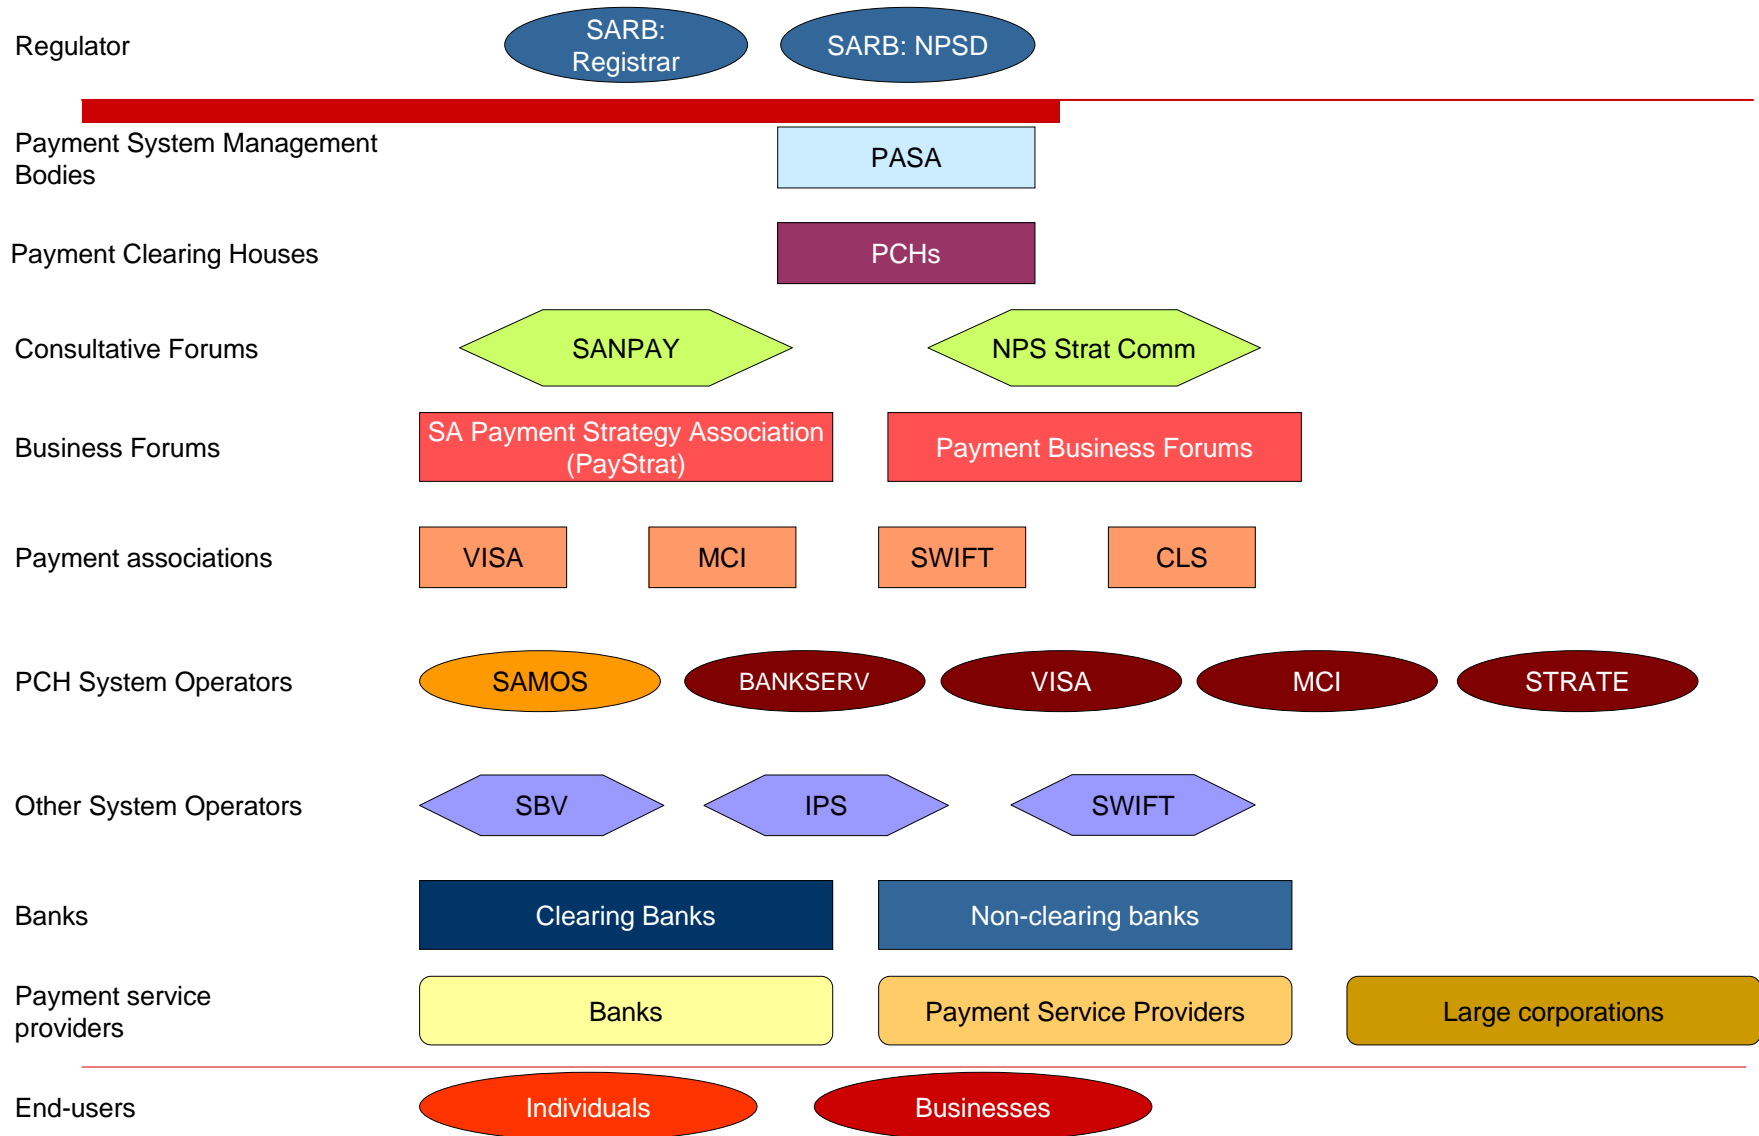 Regulator
SARB:
Registrar
SARB: NPSD
Payment System Management
Bodies
PASA
Payment Clearing Houses
PCHs
Consultative Forums
SANPAY
NPS Strat Comm
Business Forums
SA Payment Strategy Association
(PayStrat)
Payment Business Forums
Payment associations
VISA
MCI
SWIFT
CLS
PCH System Operators
SAMOS
BANKSERV
VISA
MCI
STRATE
Other System Operators
SBV
IPS
SWIFT
Banks
Clearing Banks
Non-clearing banks
Payment service
providers
Banks
Payment Service Providers
Large corporations
End-users
Individuals
Businesses